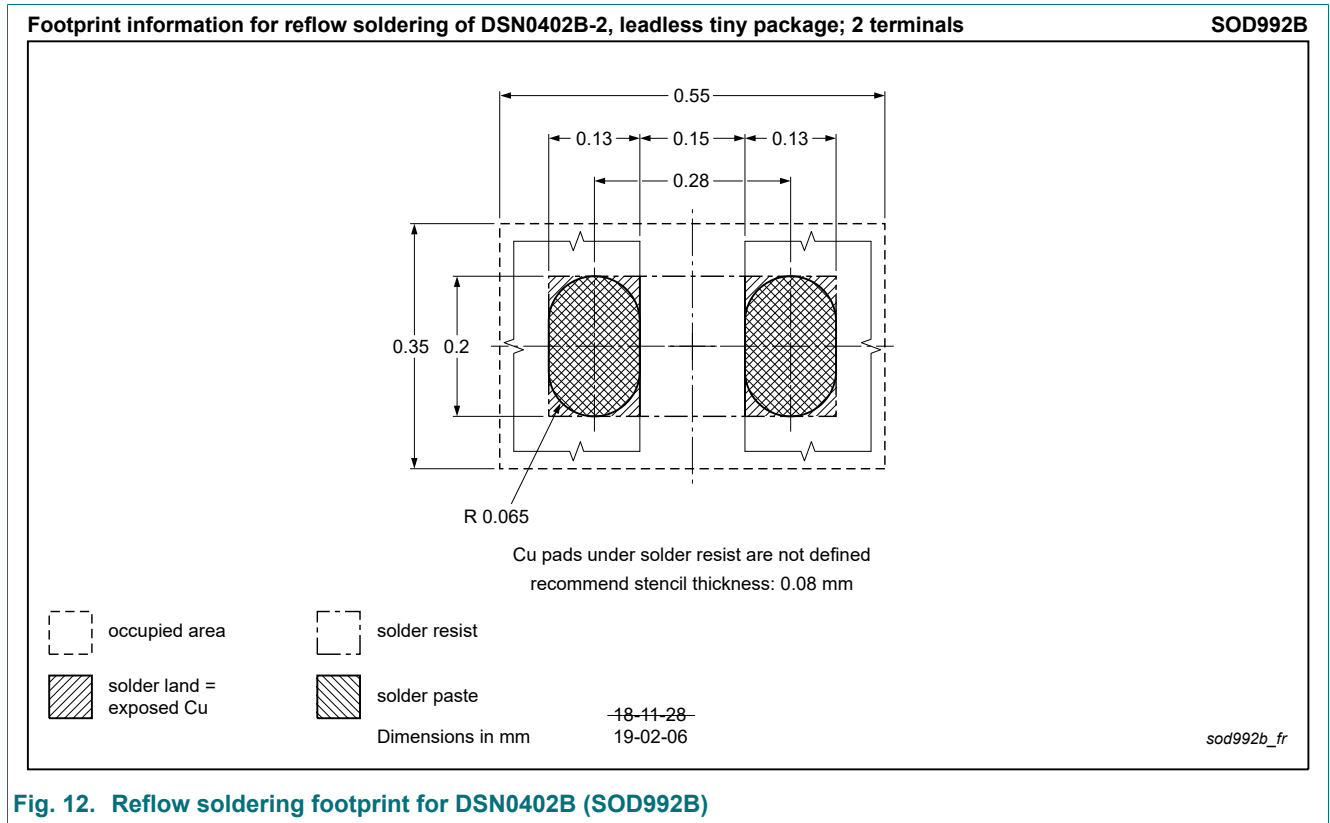 Footprint information for reflow soldering of DSN0402B-2, leadless tiny package; 2 terminals SOD992B
0.55
0.13 0.15 0.13
0.28
0.35 0.2
R 0.065
Cu pads under solder resist are not defined
recommend stencil thickness: 0.08 mm
occupied area
solder resist
solder land =
exposed Cu
solder paste
Dimensions in mm
18-11-28
19-02-06
sod992b_fr
Fig. 12. Reflow soldering footprint for DSN0402B (SOD992B)